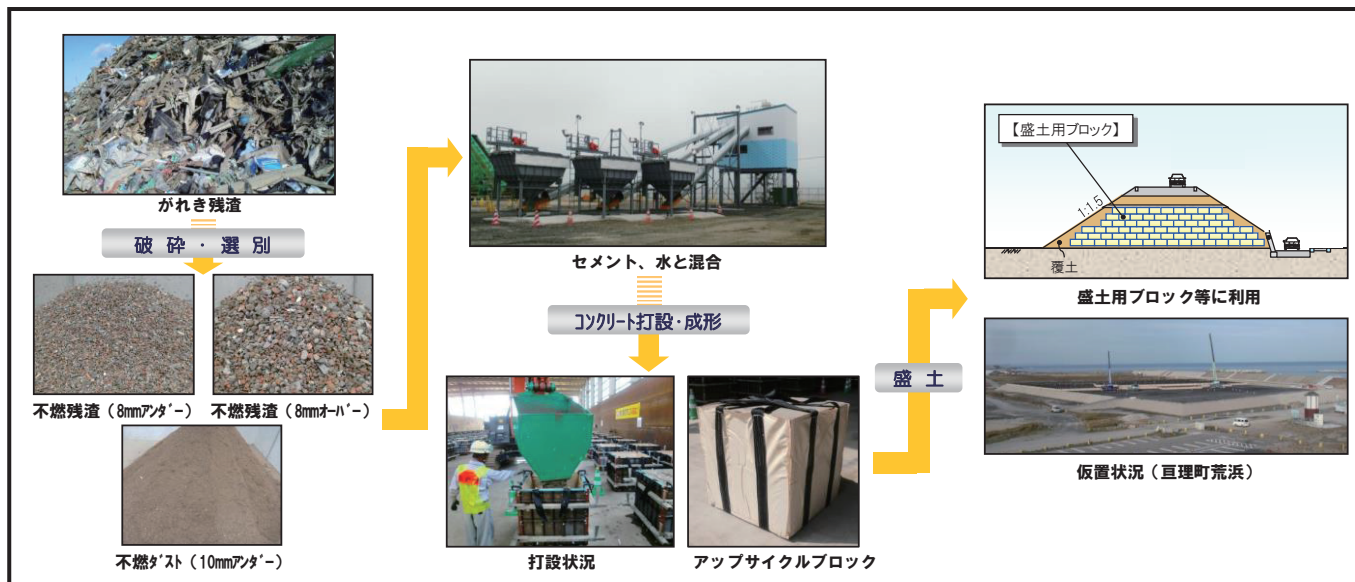 がれき残渣
破砕・選別
不燃残渣（8mmｱﾝﾀﾞｰ）
不燃残渣（8mmｵｰﾊﾞｰ）
不燃ﾀﾞｽﾄ（10mmｱﾝﾀﾞｰ）
セメント、水と混合
ｺﾝｸﾘｰﾄ打設・成形
打設状況
アップサイクルブロック
盛土
【盛土用ブロック】
1:1.5
覆土
盛土用ブロック等に利用
仮置状況（亘理町荒浜）